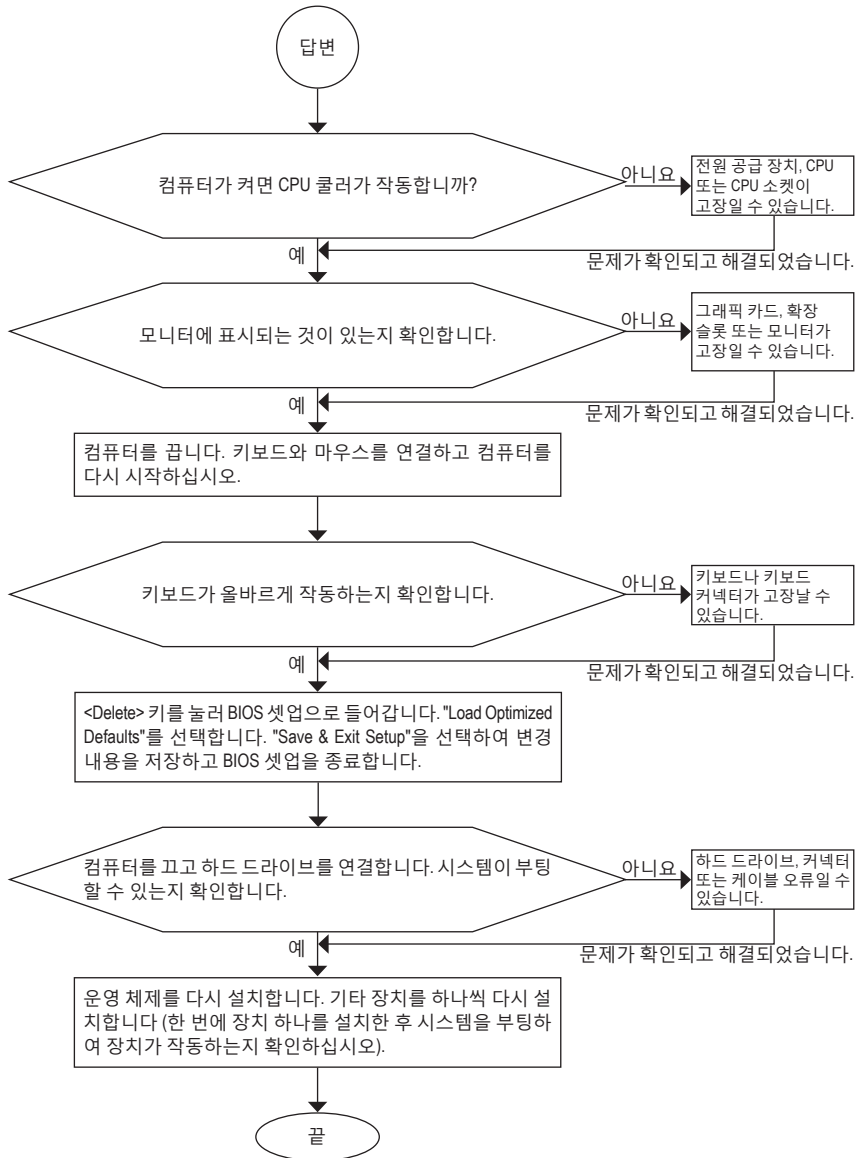 답변
컴퓨터가 켜면 CPU 쿨러가 작동합니까?
아니요
전원 공급 장치, CPU
또는 CPU 소켓이
고장일 수 있습니다.
예
문제가 확인되고 해결되었습니다.
모니터에 표시되는 것이 있는지 확인합니다.
아니요
그래픽 카드, 확장
슬롯 또는 모니터가
고장일 수 있습니다.
예
문제가 확인되고 해결되었습니다.
컴퓨터를 끕니다. 키보드와 마우스를 연결하고 컴퓨터를
다시 시작하십시오.
키보드가 올바르게 작동하는지 확인합니다.
아니요
키보드나 키보드
커넥터가 고장날 수
있습니다.
예
문제가 확인되고 해결되었습니다.
<Delete> 키를 눌러 BIOS 셋업으로 들어갑니다. "Load Optimized
Defaults"를 선택합니다. "Save & Exit Setup"을 선택하여 변경
내용을 저장하고 BIOS 셋업을 종료합니다.
컴퓨터를 끄고 하드 드라이브를 연결합니다. 시스템이 부팅
할 수 있는지 확인합니다.
아니요
하드 드라이브, 커넥터
또는 케이블 오류일 수
있습니다.
예
문제가 확인되고 해결되었습니다.
운영 체제를 다시 설치합니다. 기타 장치를 하나씩 다시 설
치합니다 (한 번에 장치 하나를 설치한 후 시스템을 부팅하
여 장치가 작동하는지 확인하십시오).
끝